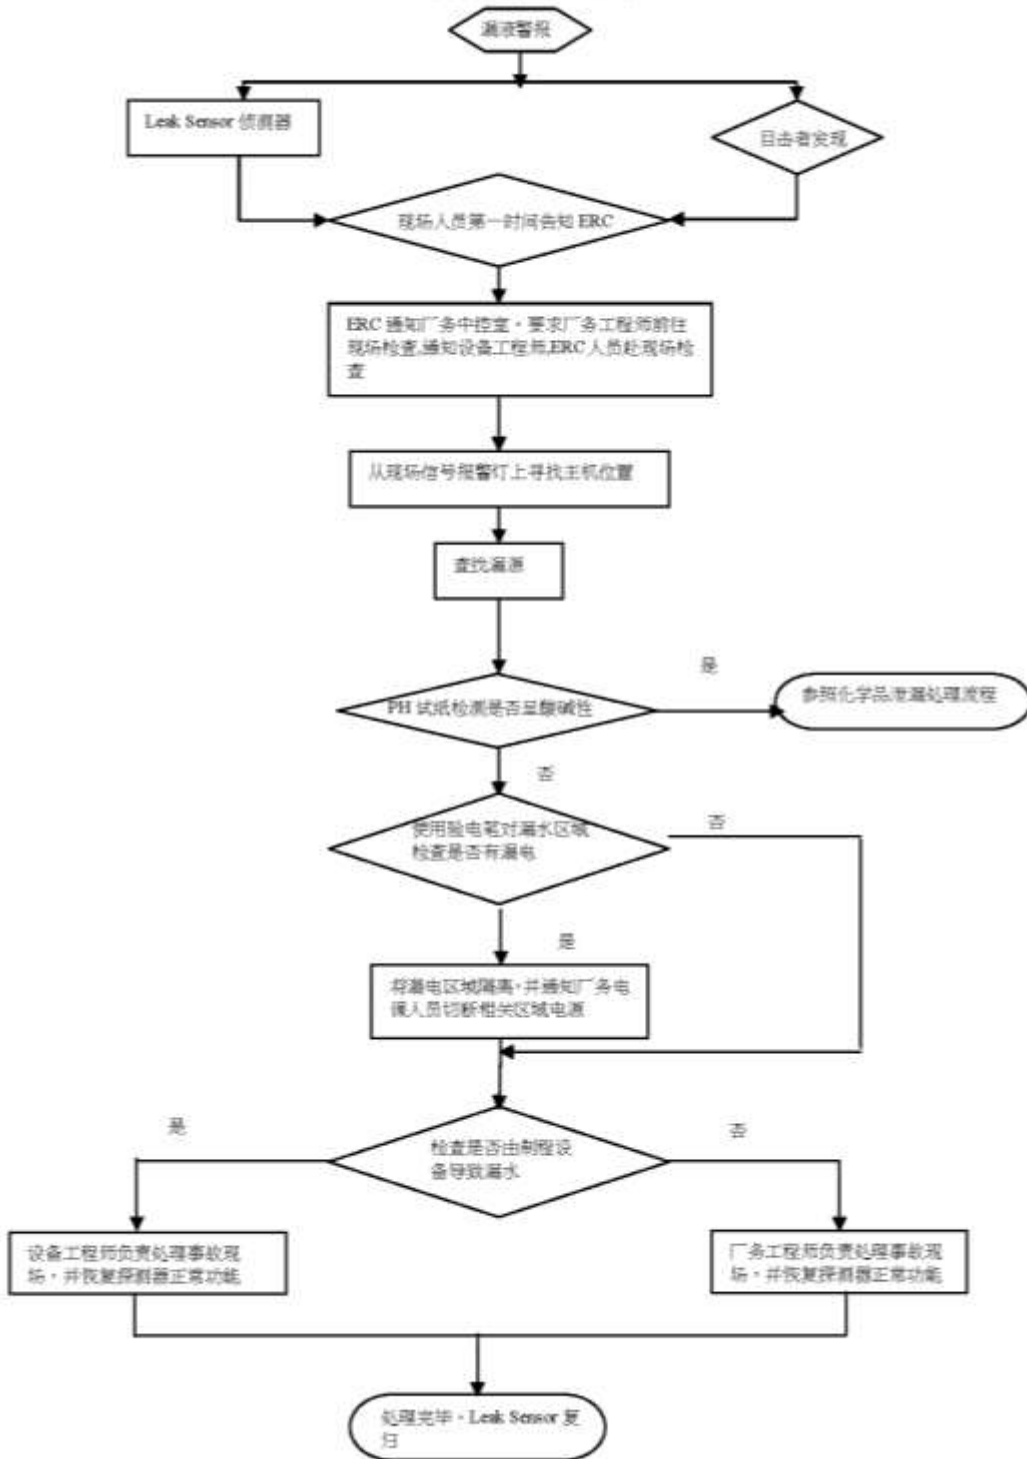 漏液警报
Leak Sensor 侦测器
目击者发现
现场人员第一时间告知 ERC
ERC 通知厂务中控室。要求厂务工程师前往
现场检查,通知设备工程师,ERC 人员赴现场检
查
从现场信号报警灯上寻找主机位置
查找漏源
是
PH 试纸检测是否显酸碱性
参照化学品泄漏处理流程
否
使用验电笔对漏水区域
检查是否有漏电
否
是
将漏电区域隔离,并通知厂务电
课人员切断相关区域电源
是
检查是否由制程设
备导致漏水
否
设备工程师负责处理事故现
场。并恢复探测器正常功能
厂务工程师负责处理事故现
场。并恢复探测器正常功能
处理完毕。Leak Sensor 复
归